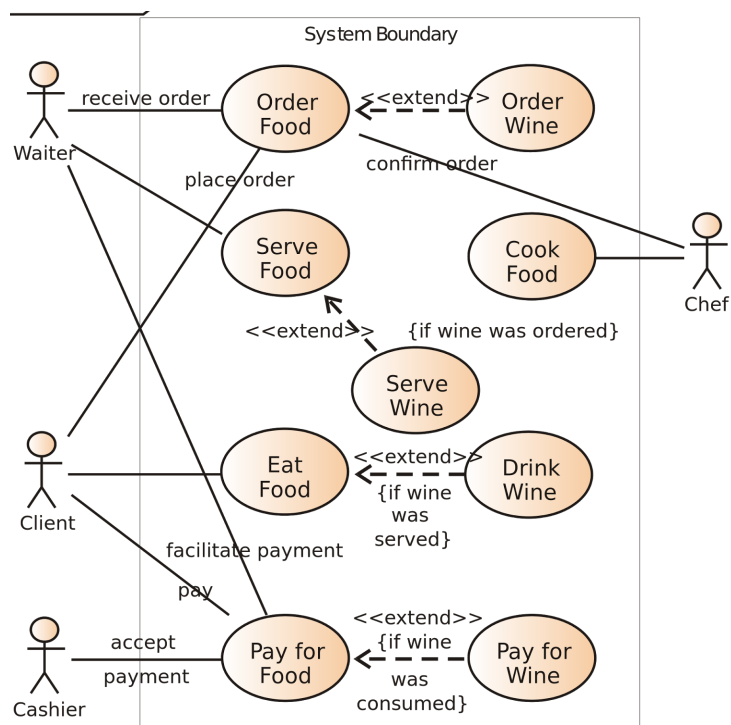 System Boundary
receive order
Order
Food
<<extend>>
Order
Wine
Waiter
place order
confirm order
Serve
Food
Cook
Food
Chef
<<extend>>
{if wine was ordered}
Serve
Wine
Client
Eat
Food
<<extend>>
{if wine
was
served}
Drink
Wine
facilitate payment
pay
Cashier
accept
payment
Pay for
Food
<<extend>>
{if wine
was
consumed}
Pay for
Wine